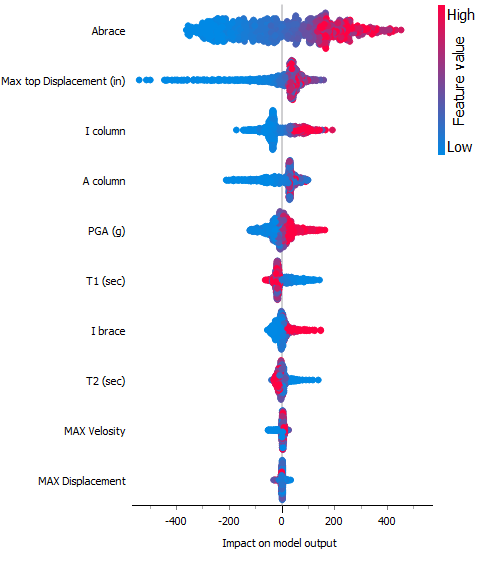 High
Feature value
Low
Abrace
Max top Displacement (in)
I column
A column
PGA (g)
T1 (sec)
I brace
T2 (sec)
MAX Velosity
MAX Displacement
-400 -200 0 200 400
Impact on model output